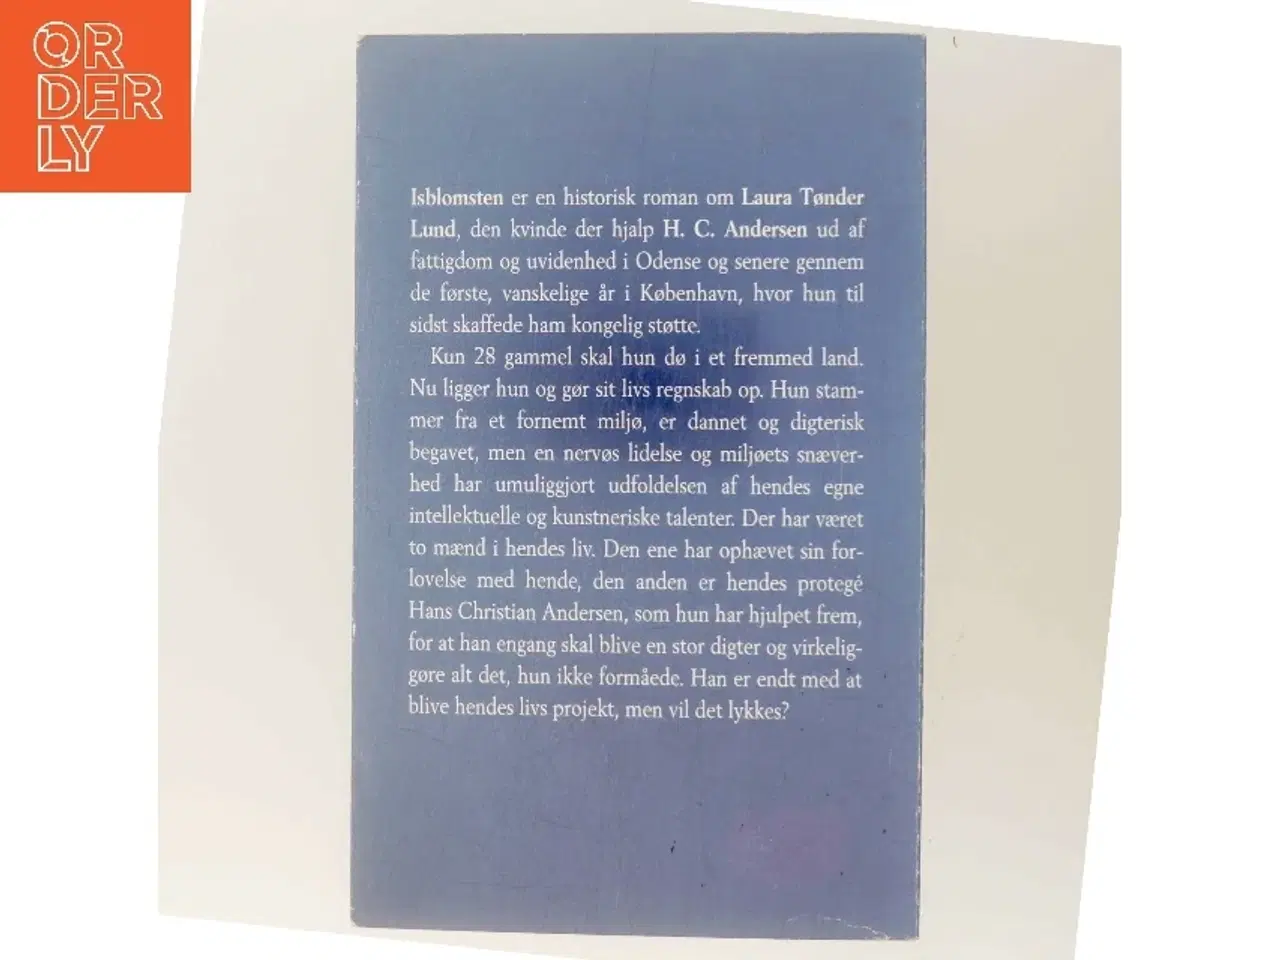 ORDERLY
Isblomsten er en historisk roman om Laura Tønder
Lund, den kvinde der hjalp H. C. Andersen ud af
fattigdom og uvidenhed i Odense og senere gennem
de første, vanskelige år i København, hvor hun til
sidst skaffede ham kongelig støtte.
Kun 28 gammel skal hun dø i et fremmed land.
Nu ligger hun og gør sit livs regnskab op. Hun stam-
mer fra et fornemt miljø, er dannet og digterisk
begavet, men en nervøs lidelse og miljøets snæver-
hed har umuliggjort udfoldelsen af hendes egne
intellektuelle og kunstneriske talenter. Der har været
to mænd i hendes liv. Den ene har ophævet sin for-
lovelse med hende, den anden er hendes protegé
Hans Christian Andersen, som hun har hjulpet frem,
for at han engang skal blive en stor digter og virkelig-
gøre alt det, hun ikke formåede. Han er endt med at
blive hendes livs projekt, men vil det lykkes?